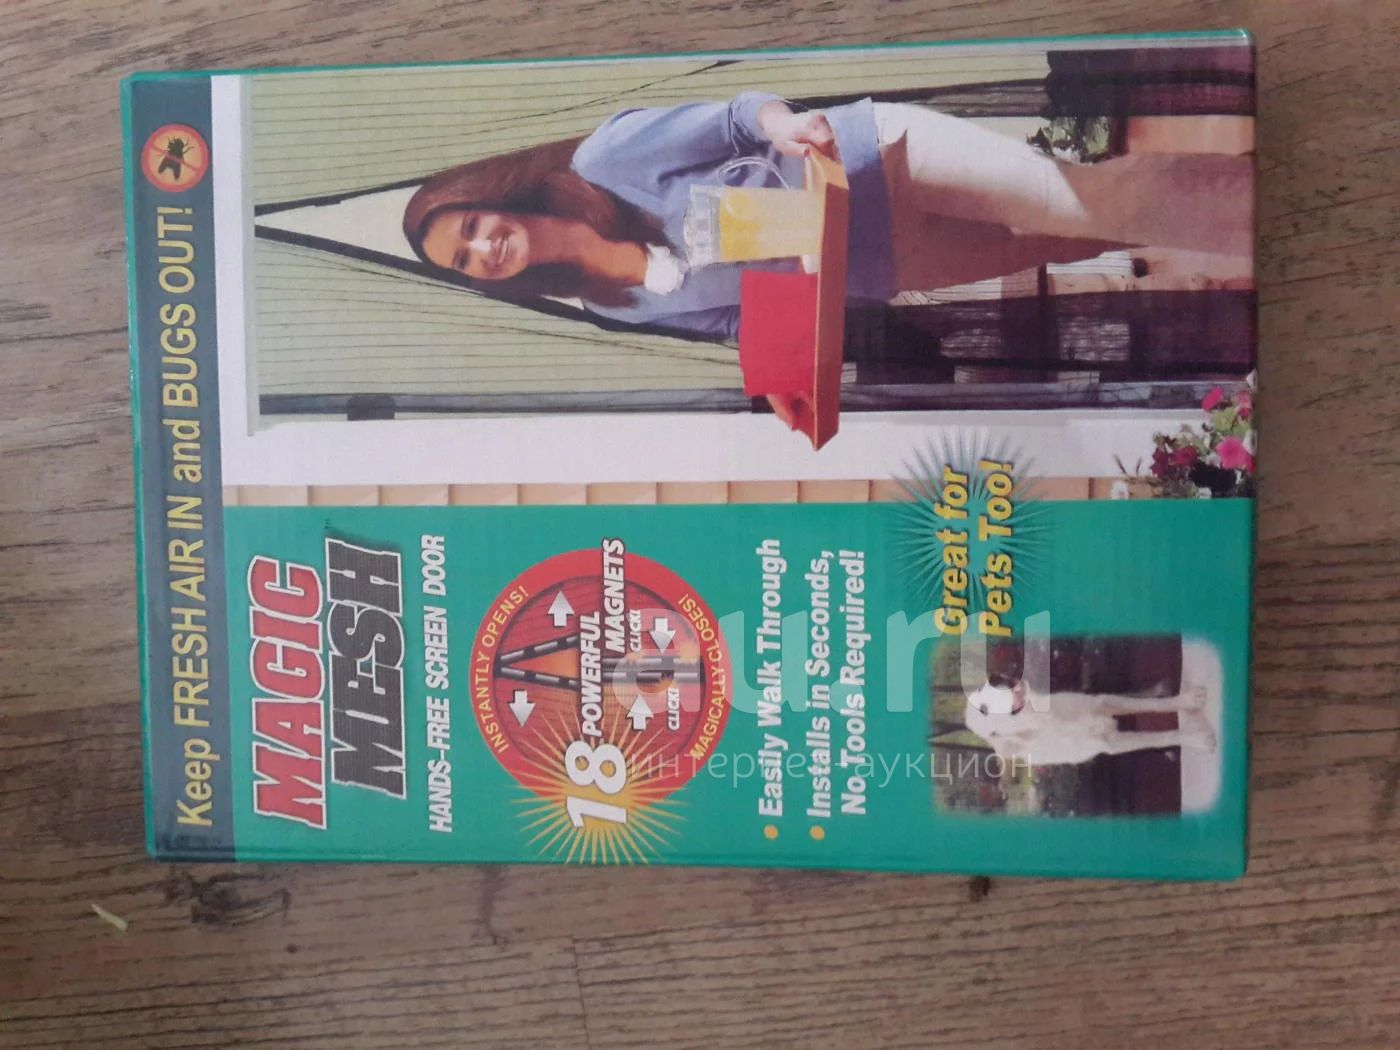 Keep FRESH AIR IN and BUGS OUT!
MAGIC
MESH
HANDS-FREE SCREEN DOOR
INSTANTLY OPENS!
18 POWERFUL
MAGNETS
CLICK!
CLICK!
MAGICALLY CLOSES!
• Easily Walk Through
• Installs in Seconds,
No Tools Required!
Great for
Pets Too!
au.ru
интернет-аукцион